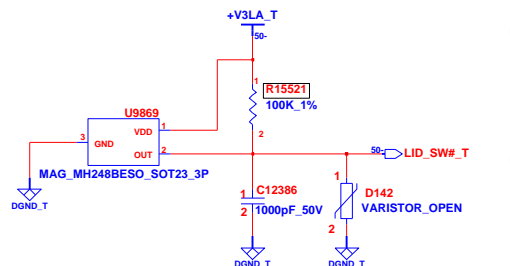 +V3LA_T
50-
1
R15521
100K_1%
2
U9869
3
GND
VDD
1
OUT
2
50-
LID_SW#_T
MAG_MH248BESO_SOT23_3P
DGND_T
1
C12386
2
1000pF_50V
1
D142
VARISTOR_OPEN
2
DGND_T
DGND_T